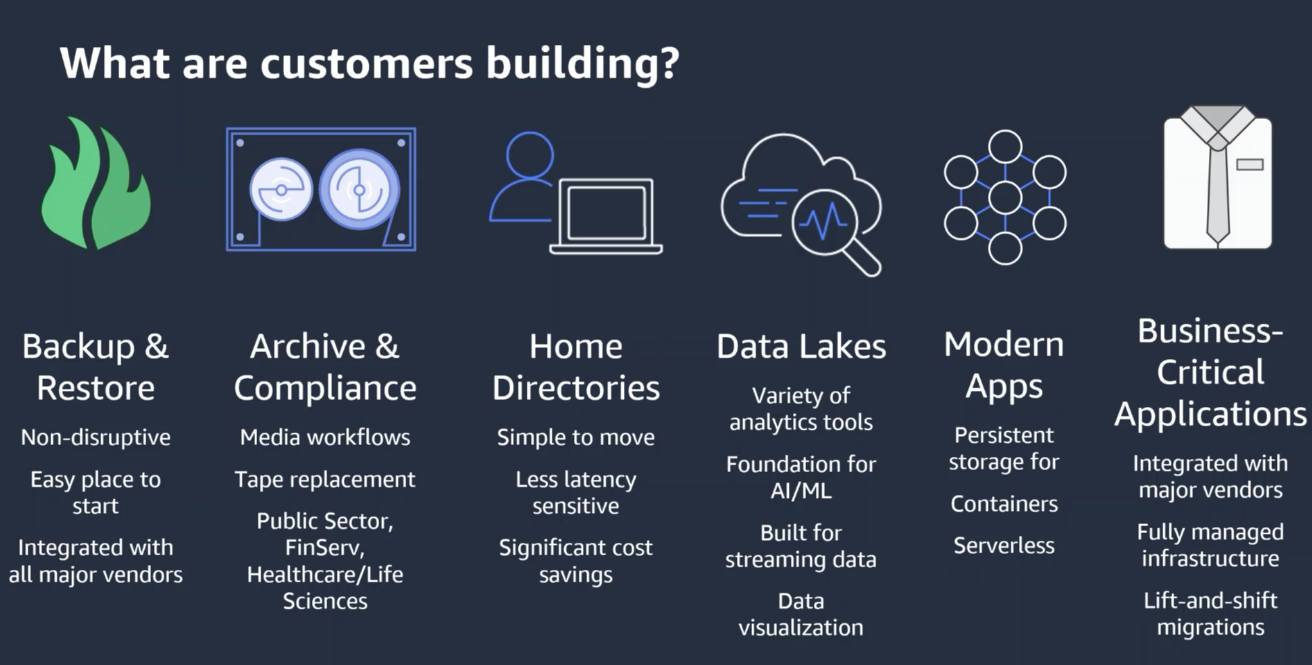 What are customers building?
Backup &
Restore
Non-disruptive
Easy place to
start
Integrated with
all major vendors
Archive &
Compliance
Media workflows
Tape replacement
Public Sector,
FinServ,
Healthcare/Life
Sciences
Home
Directories
Simple to move
Less latency
sensitive
Significant cost
savings
Data Lakes
Variety of
analytics tools
Foundation for
AI/ML
Built for
streaming data
Data
visualization
Modern
Apps
Persistent
storage for
Containers
Serverless
Business-
Critical
Applications
Integrated with
major vendors
Fully managed
infrastructure
Lift-and-shift
migrations